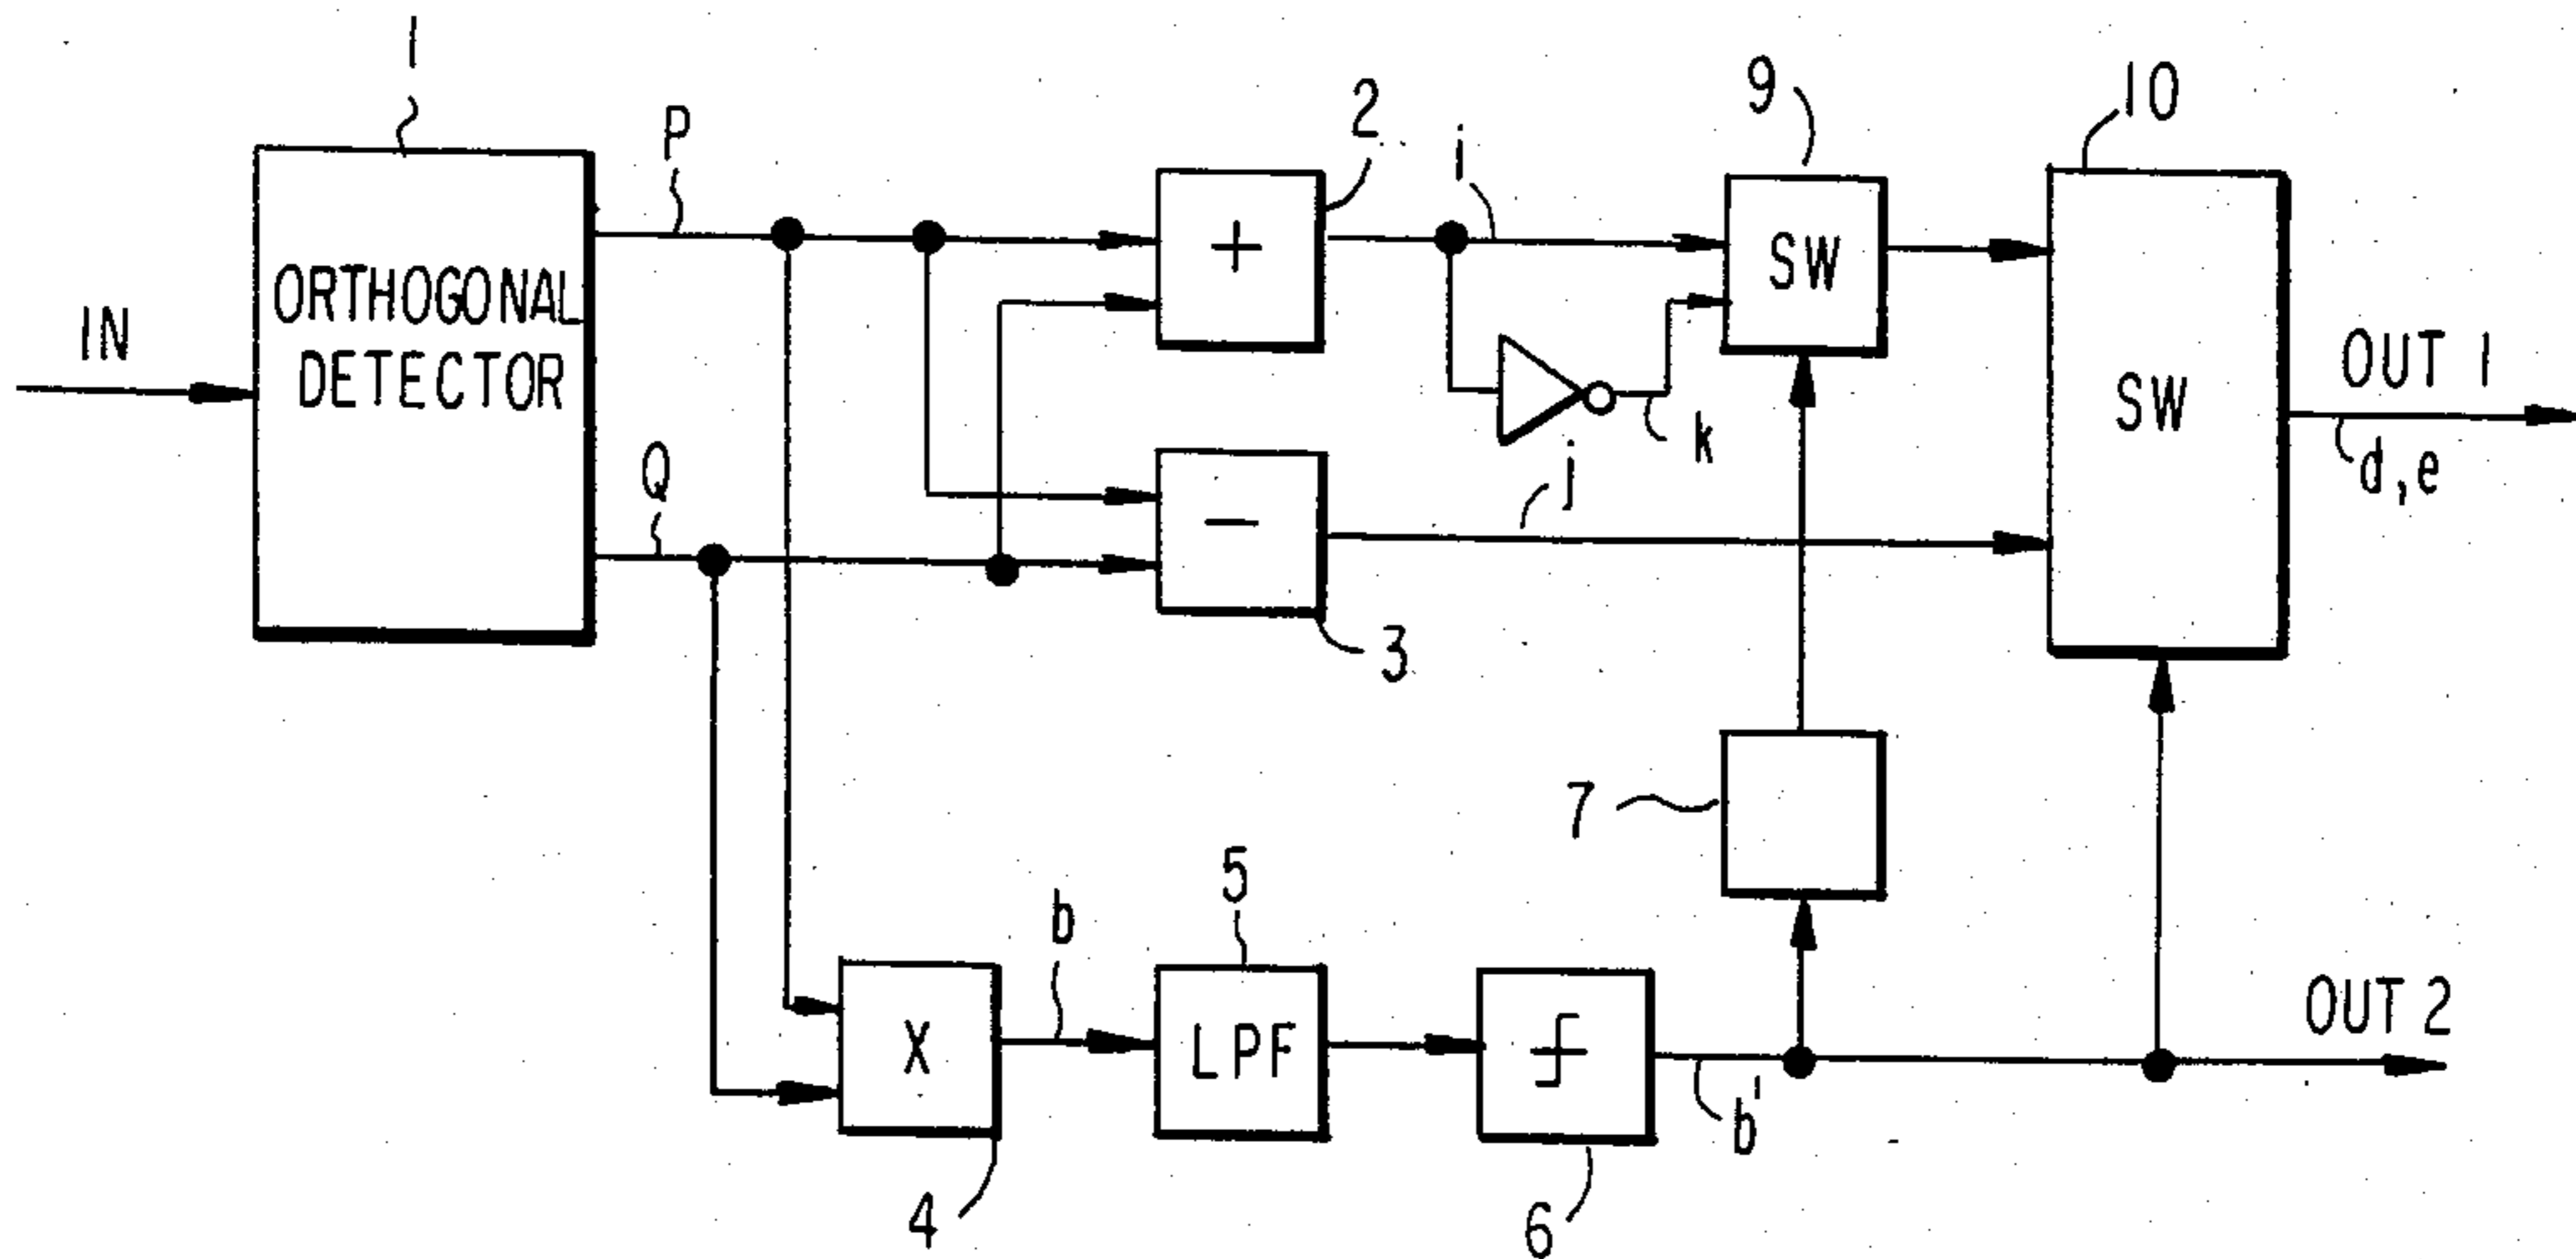 1
P
2
i
9
10
IN
ORTHOGONAL
DETECTOR
+
SW
SW
OUT 1
d,e
k
j
Q
−
3
7
b
5
X
LPF
b'
OUT 2
4
6